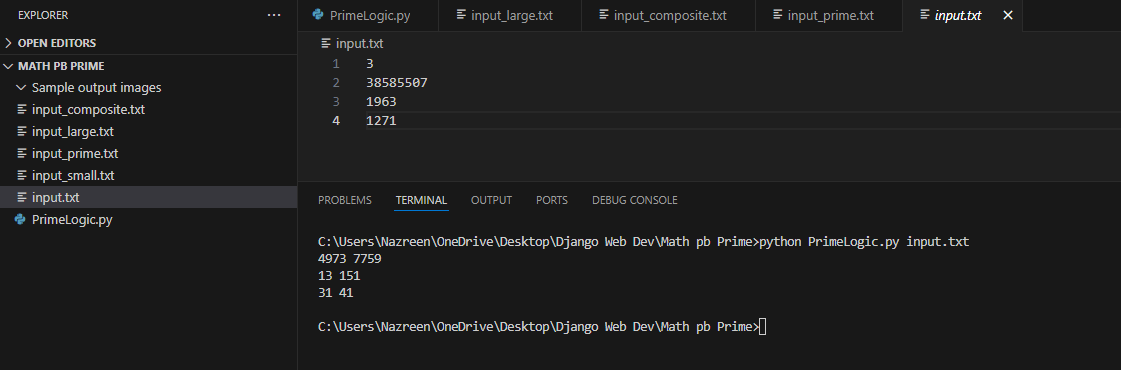 EXPLORER ...
OPEN EDITORS
MATH PB PRIME
Sample output images
input_composite.txt
input_large.txt
input_prime.txt
input_small.txt
input.txt
PrimeLogic.py
PrimeLogic.py input_large.txt input_composite.txt input_prime.txt input.txt
input.txt
1 3
2 38585507
3 1963
4 1271
PROBLEMS TERMINAL OUTPUT PORTS DEBUG CONSOLE
C:\Users\Nazreen\OneDrive\Desktop\Django Web Dev\Math pb Prime>python PrimeLogic.py input.txt
4973 7759
13 151
31 41
C:\Users\Nazreen\OneDrive\Desktop\Django Web Dev\Math pb Prime>